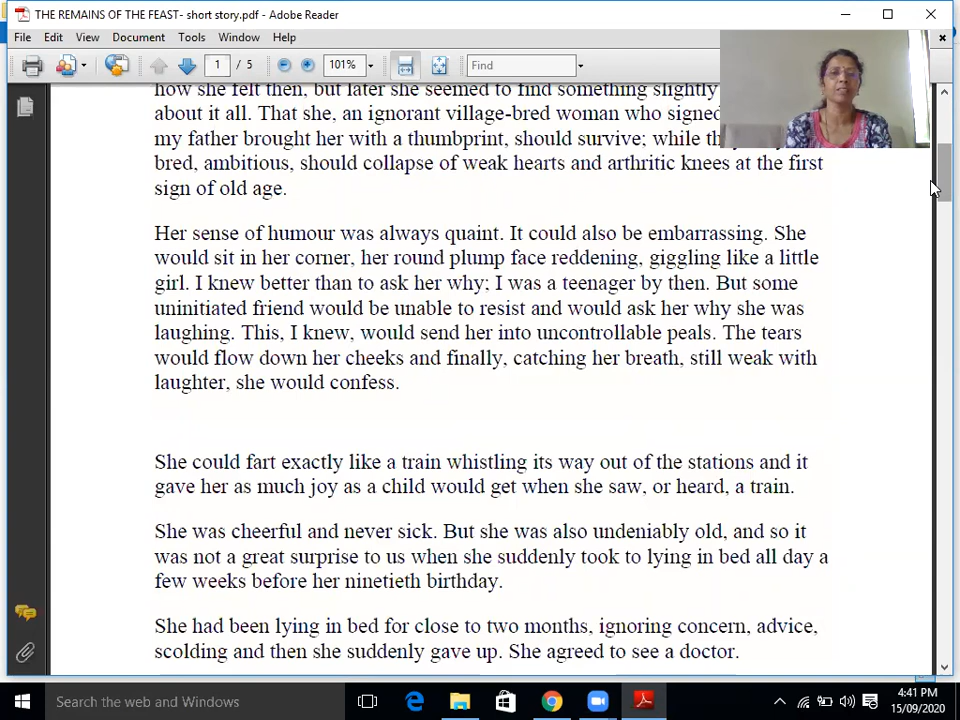 THE REMAINS OF THE FEAST- short story.pdf - Adobe Reader
File Edit View Document Tools Window Help
1 / 5 101% Find
how she felt then, but later she seemed to find something slightly
about it all. That she, an ignorant village-bred woman who signed
my father brought her with a thumbprint, should survive; while
bred, ambitious, should collapse of weak hearts and arthritic knees at the first
sign of old age.
Her sense of humour was always quaint. It could also be embarrassing. She
would sit in her corner, her round plump face reddening, giggling like a little
girl. I knew better than to ask her why; I was a teenager by then. But some
uninitiated friend would be unable to resist and would ask her why she was
laughing. This, I knew, would send her into uncontrollable peals. The tears
would flow down her cheeks and finally, catching her breath, still weak with
laughter, she would confess.
She could fart exactly like a train whistling its way out of the stations and it
gave her as much joy as a child would get when she saw, or heard, a train.
She was cheerful and never sick. But she was also undeniably old, and so it
was not a great surprise to us when she suddenly took to lying in bed all day a
few weeks before her ninetieth birthday.
She had been lying in bed for close to two months, ignoring concern, advice,
scolding and then she suddenly gave up. She agreed to see a doctor.
Search the web and Windows
4:41 PM
15/09/2020